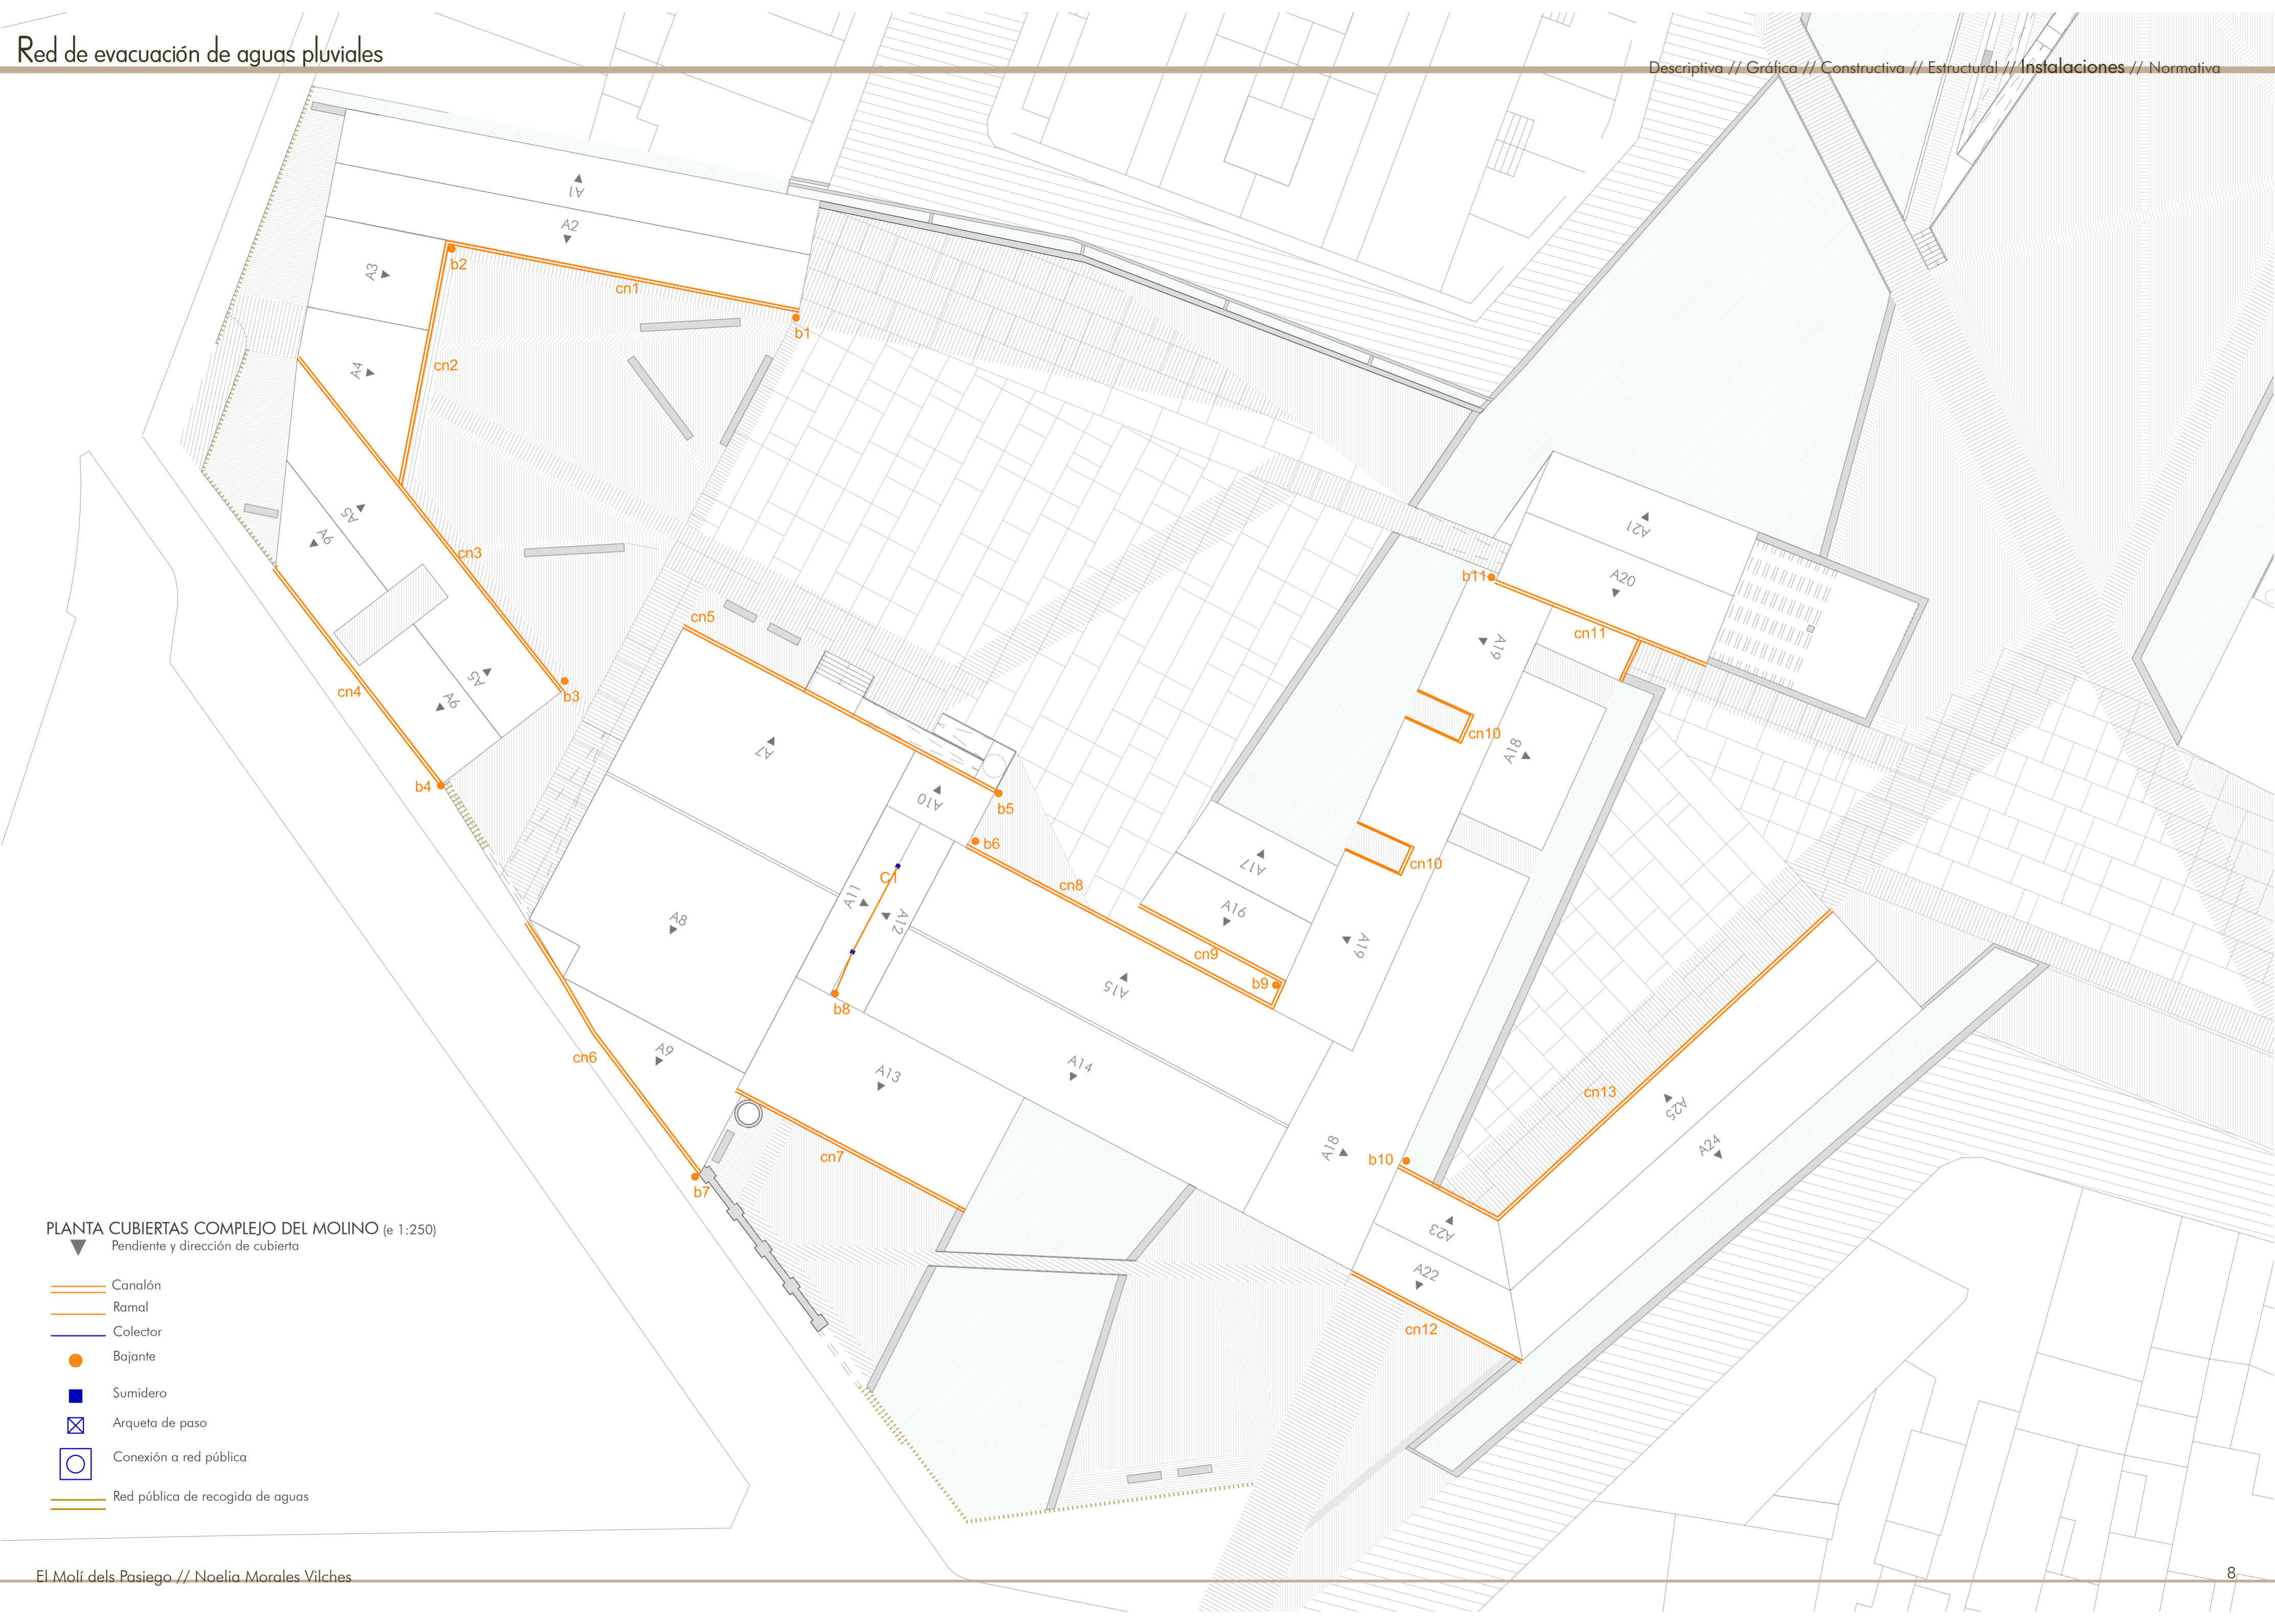 Red de evacuación de aguas pluviales
Descriptiva // Gráfica // Constructiva // Estructural // Instalaciones // Normativa
A1
A2
b2
A3
cn1
b1
cn2
A4
A5
A6
cn3
b11
A21
A20
cn5
cn11
A19
A5
cn4
A6
b3
cn10
A7
A18
b4
A10
b5
b6
cn10
A17
C1
cn8
A11
A16
A8
A12
A19
cn9
b9
A15
b8
cn6
A9
A14
A13
cn13
A25
A24
cn7
A18
b10
b7
A23
A22
cn12
PLANTA CUBIERTAS COMPLEJO DEL MOLINO (e 1:250)
Pendiente y dirección de cubierta
Canalón
Ramal
Colector
Bajante
Sumidero
Arqueta de paso
Conexión a red pública
Red pública de recogida de aguas
El Molí dels Pasiego // Noelia Morales Vilches
8